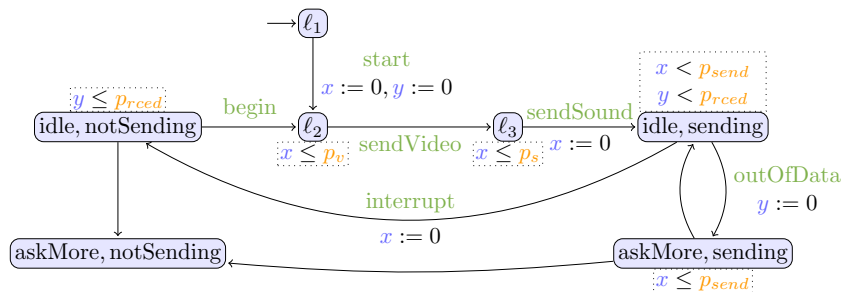 ℓ₁
start
x := 0, y := 0
x < p_send
y < p_rced
y ≤ p_rced
begin
sendSound
idle, notSending
ℓ₂
ℓ₃
idle, sending
x ≤ p_v
sendVideo
x ≤ p_s
x := 0
outOfData
y := 0
interrupt
x := 0
askMore, notSending
askMore, sending
x ≤ p_send